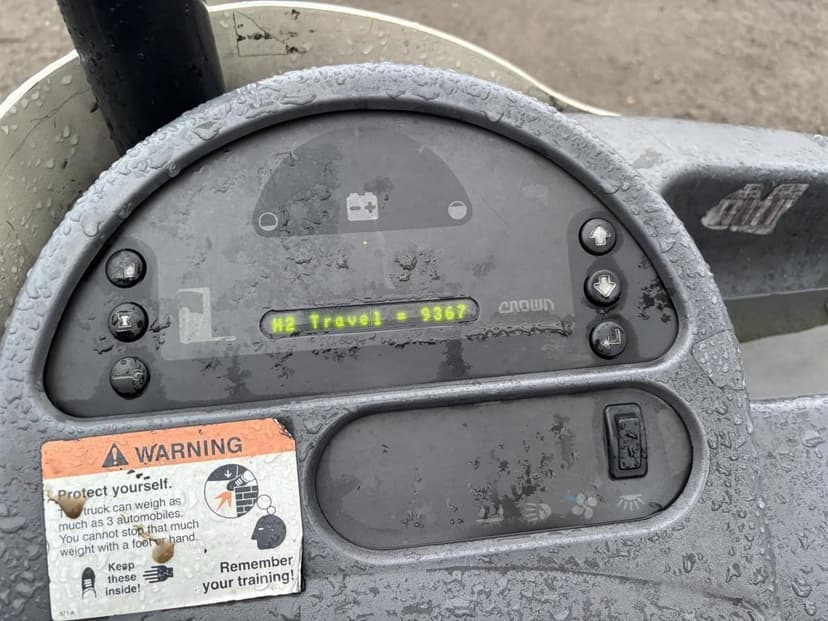 H2 Travel = 9367
CROWN
WARNING
Protect yourself.
truck can weigh as
much as 3 automobiles.
You cannot stop that much
weight with a foot or hand.
Keep
these
inside!
Remember
your training!